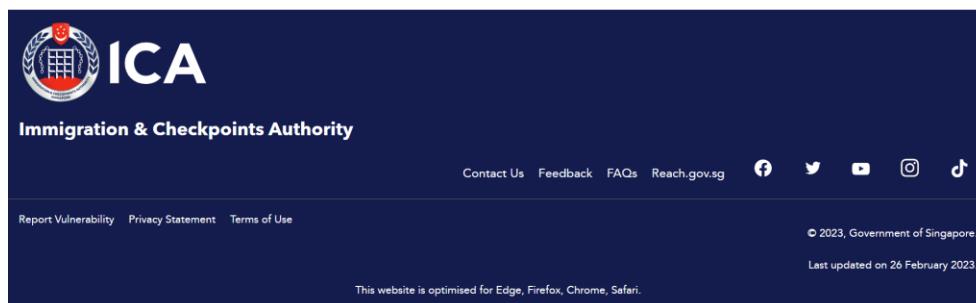 ICA
Immigration & Checkpoints Authority
Contact Us Feedback FAQs Reach.gov.sg
Report Vulnerability Privacy Statement Terms of Use
© 2023, Government of Singapore.
Last updated on 26 February 2023.
This website is optimised for Edge, Firefox, Chrome, Safari.